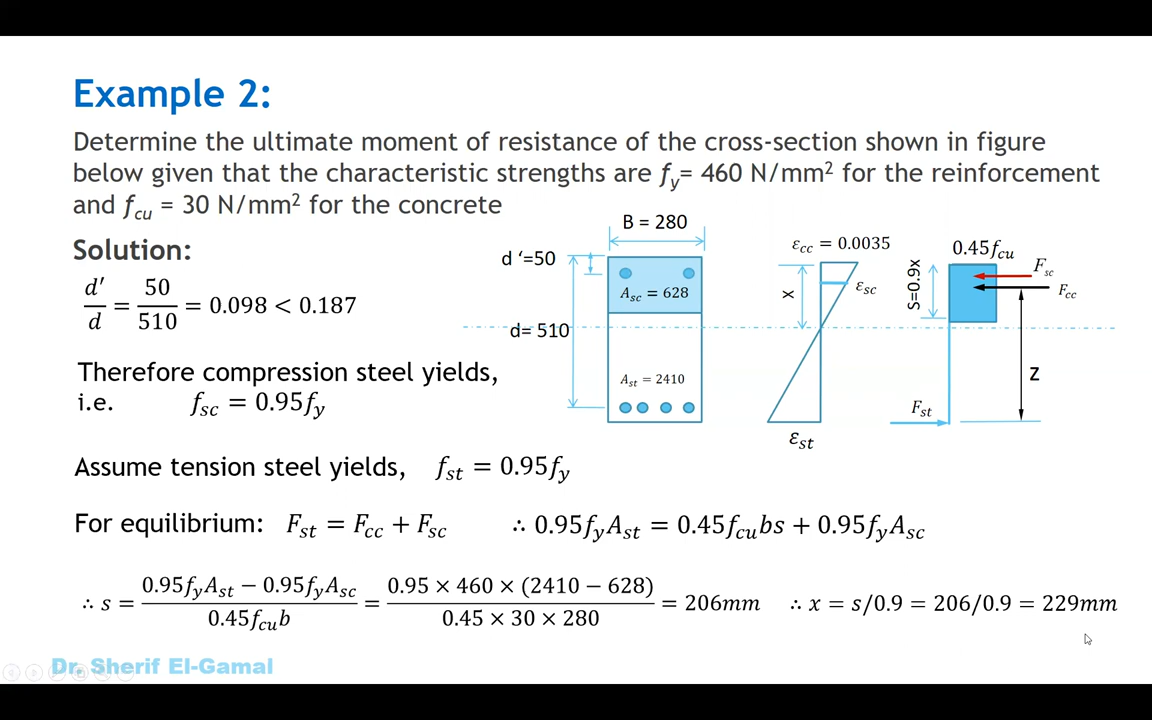 Example 2:
Determine the ultimate moment of resistance of the cross-section shown in figure
below given that the characteristic strengths are fy= 460 N/mm² for the reinforcement
and fcu = 30 N/mm² for the concrete
Solution:
d'/d = 50/510 = 0.098 < 0.187
Therefore compression steel yields,
i.e. fsc = 0.95fy
B = 280
d '=50
Asc = 628
d= 510
Ast = 2410
εcc = 0.0035
x
εsc
εst
0.45fcu
S=0.9x
Fsc
Fcc
z
Fst
Assume tension steel yields, fst = 0.95fy
For equilibrium: Fst = Fcc + Fsc ∴ 0.95fyAst = 0.45fcubs + 0.95fyAsc
∴ s = (0.95fyAst − 0.95fyAsc)/(0.45fcub) = (0.95 × 460 × (2410 − 628))/(0.45 × 30 × 280) = 206mm ∴ x = s/0.9 = 206/0.9 = 229mm
Dr. Sherif El-Gamal